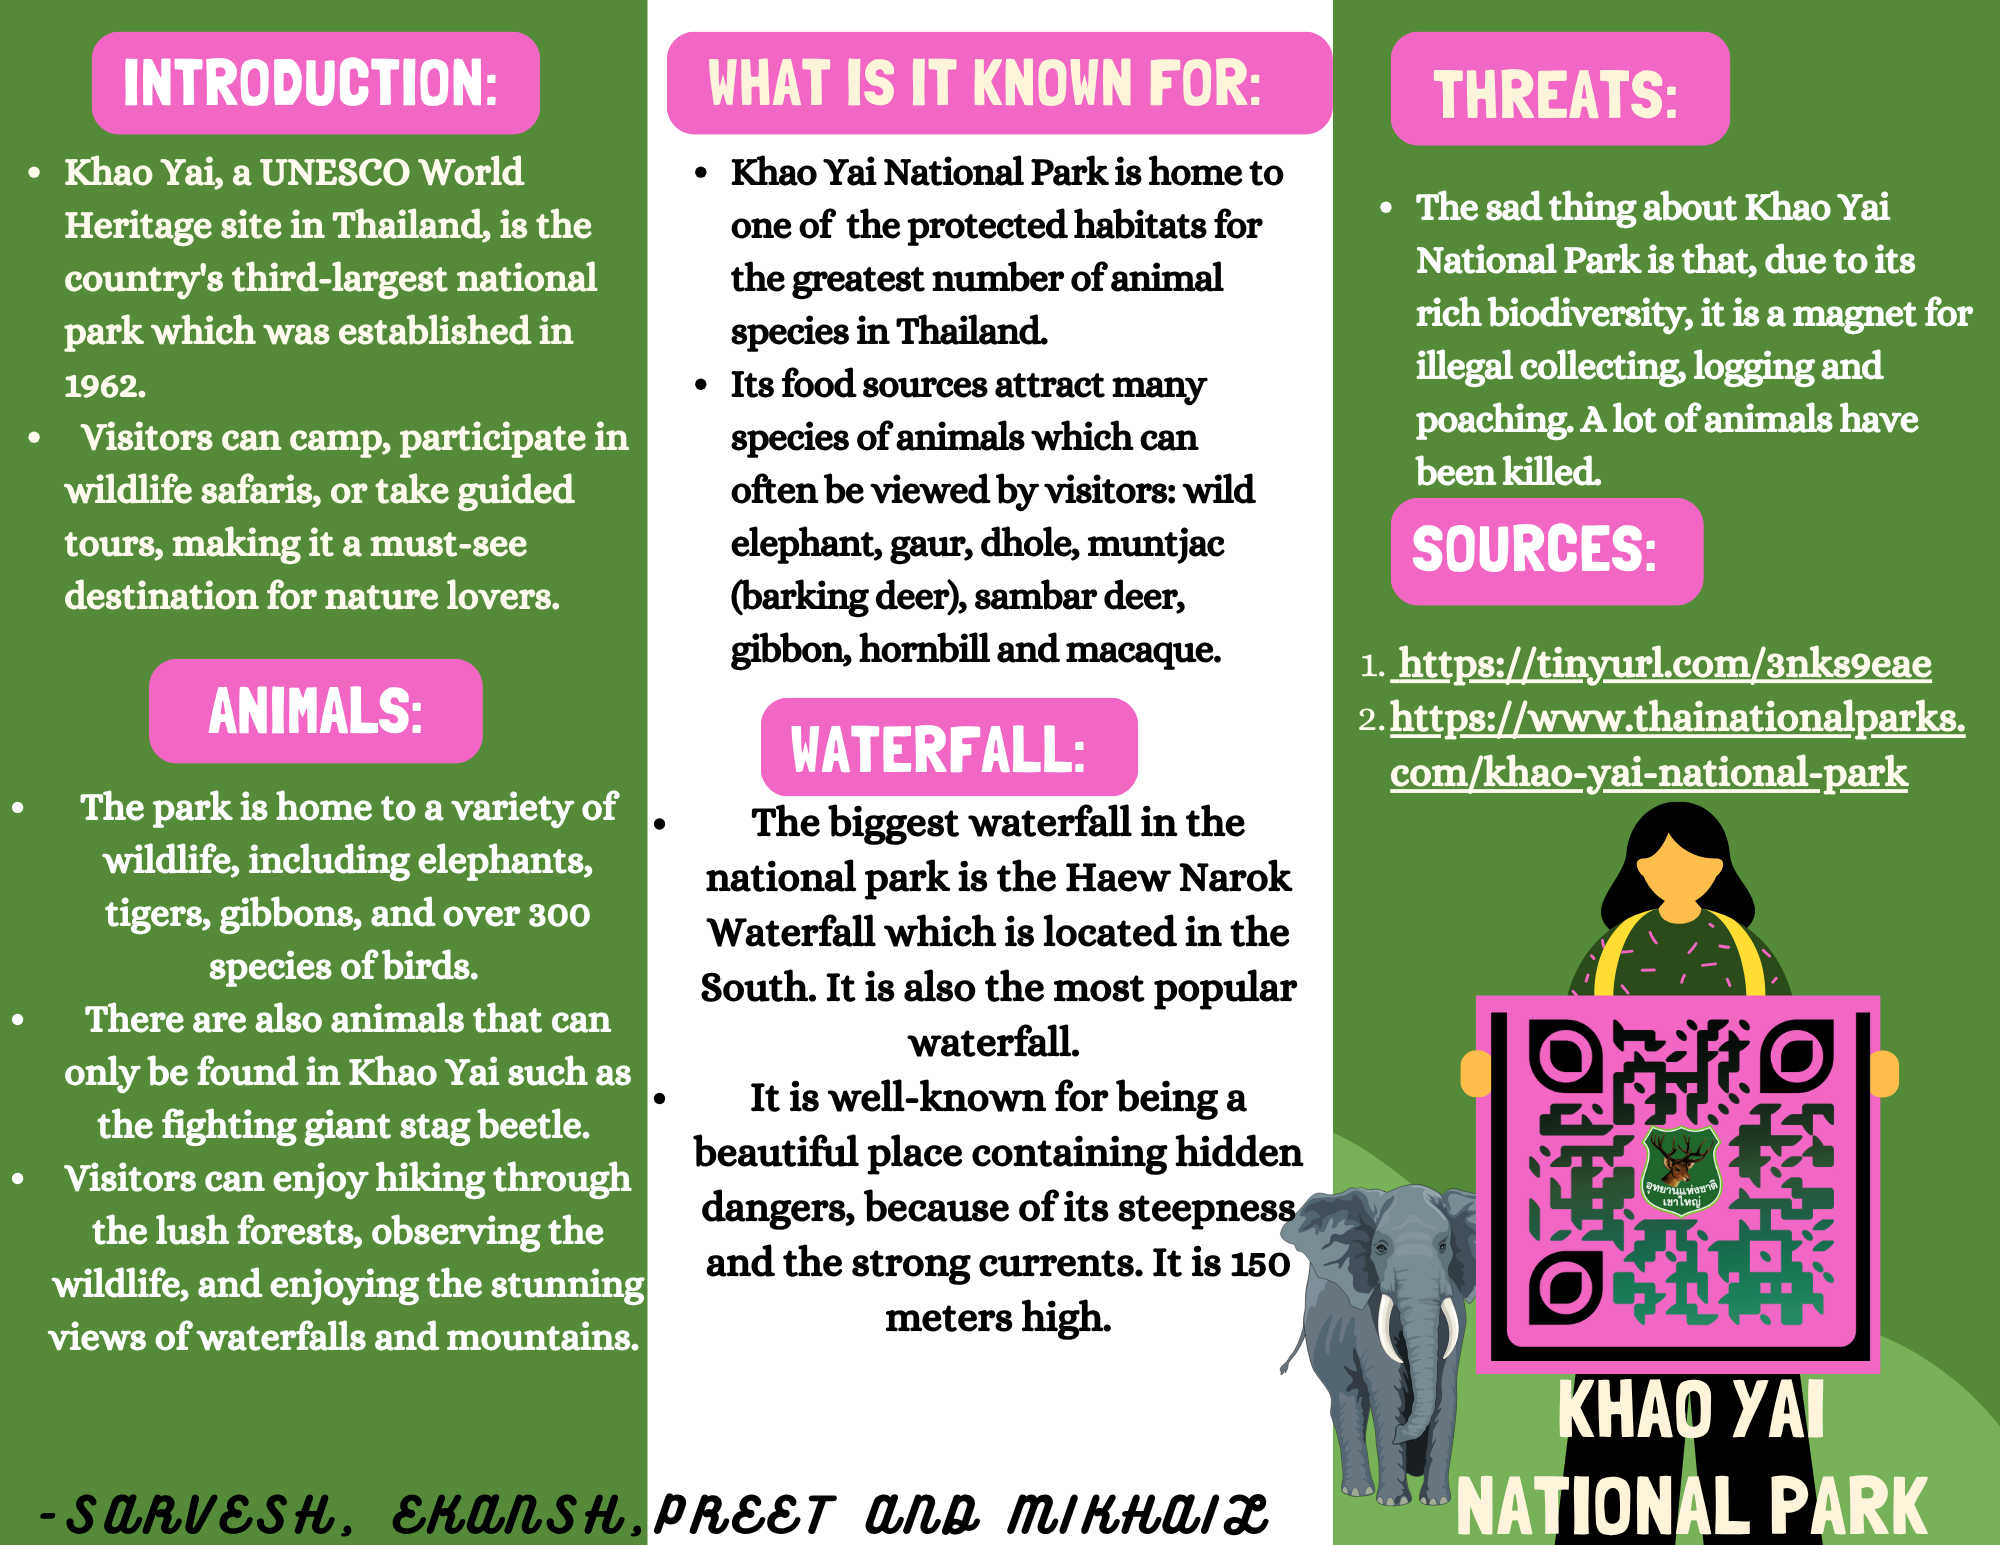 INTRODUCTION:
• Khao Yai, a UNESCO World
Heritage site in Thailand, is the
country's third-largest national
park which was established in
1962.
• Visitors can camp, participate in
wildlife safaris, or take guided
tours, making it a must-see
destination for nature lovers.
ANIMALS:
• The park is home to a variety of
wildlife, including elephants,
tigers, gibbons, and over 300
species of birds.
• There are also animals that can
only be found in Khao Yai such as
the fighting giant stag beetle.
• Visitors can enjoy hiking through
the lush forests, observing the
wildlife, and enjoying the stunning
views of waterfalls and mountains.
WHAT IS IT KNOWN FOR:
• Khao Yai National Park is home to
one of the protected habitats for
the greatest number of animal
species in Thailand.
• Its food sources attract many
species of animals which can
often be viewed by visitors: wild
elephant, gaur, dhole, muntjac
(barking deer), sambar deer,
gibbon, hornbill and macaque.
WATERFALL:
• The biggest waterfall in the
national park is the Haew Narok
Waterfall which is located in the
South. It is also the most popular
waterfall.
• It is well-known for being a
beautiful place containing hidden
dangers, because of its steepness
and the strong currents. It is 150
meters high.
THREATS:
• The sad thing about Khao Yai
National Park is that, due to its
rich biodiversity, it is a magnet for
illegal collecting, logging and
poaching. A lot of animals have
been killed.
SOURCES:
1. https://tinyurl.com/3nks9eae
2. https://www.thainationalparks.
com/khao-yai-national-park
อุทยานแห่งชาติ
เขาใหญ่
KHAO YAI
NATIONAL PARK
-SARVESH, EKANSH, PREET AND MIKHAIL